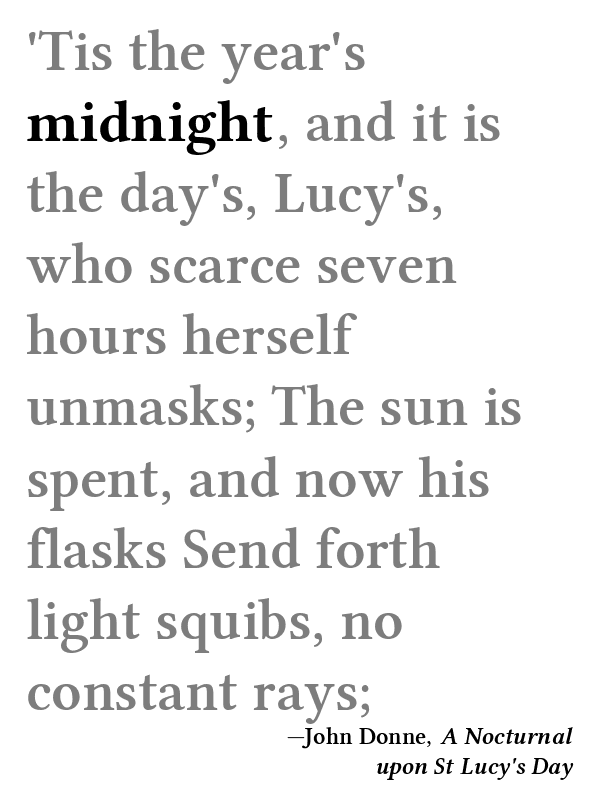 'Tis the year's
midnight, and it is
the day's, Lucy's,
who scarce seven
hours herself
unmasks; The sun is
spent, and now his
flasks Send forth
light squibs, no
constant rays;
—John Donne, A Nocturnal
upon St Lucy's Day